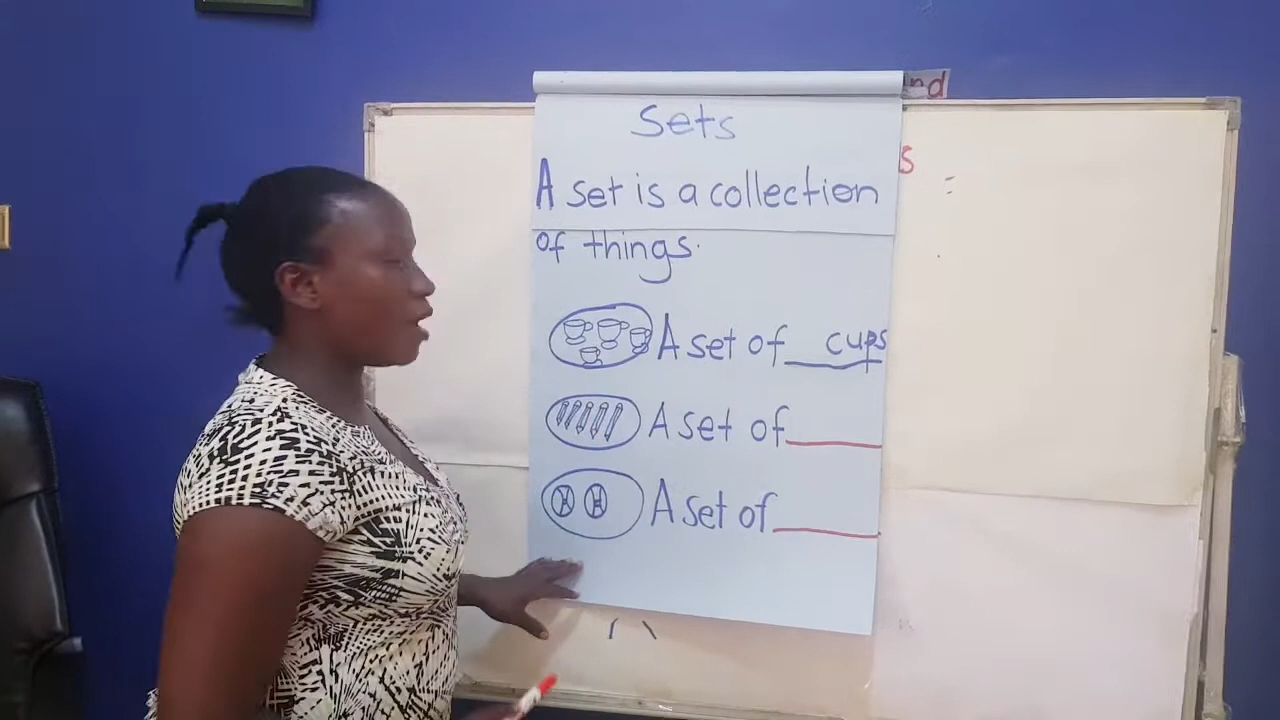 Sets
A set is a collection
of things.
A set of cups
A set of
A set of
s